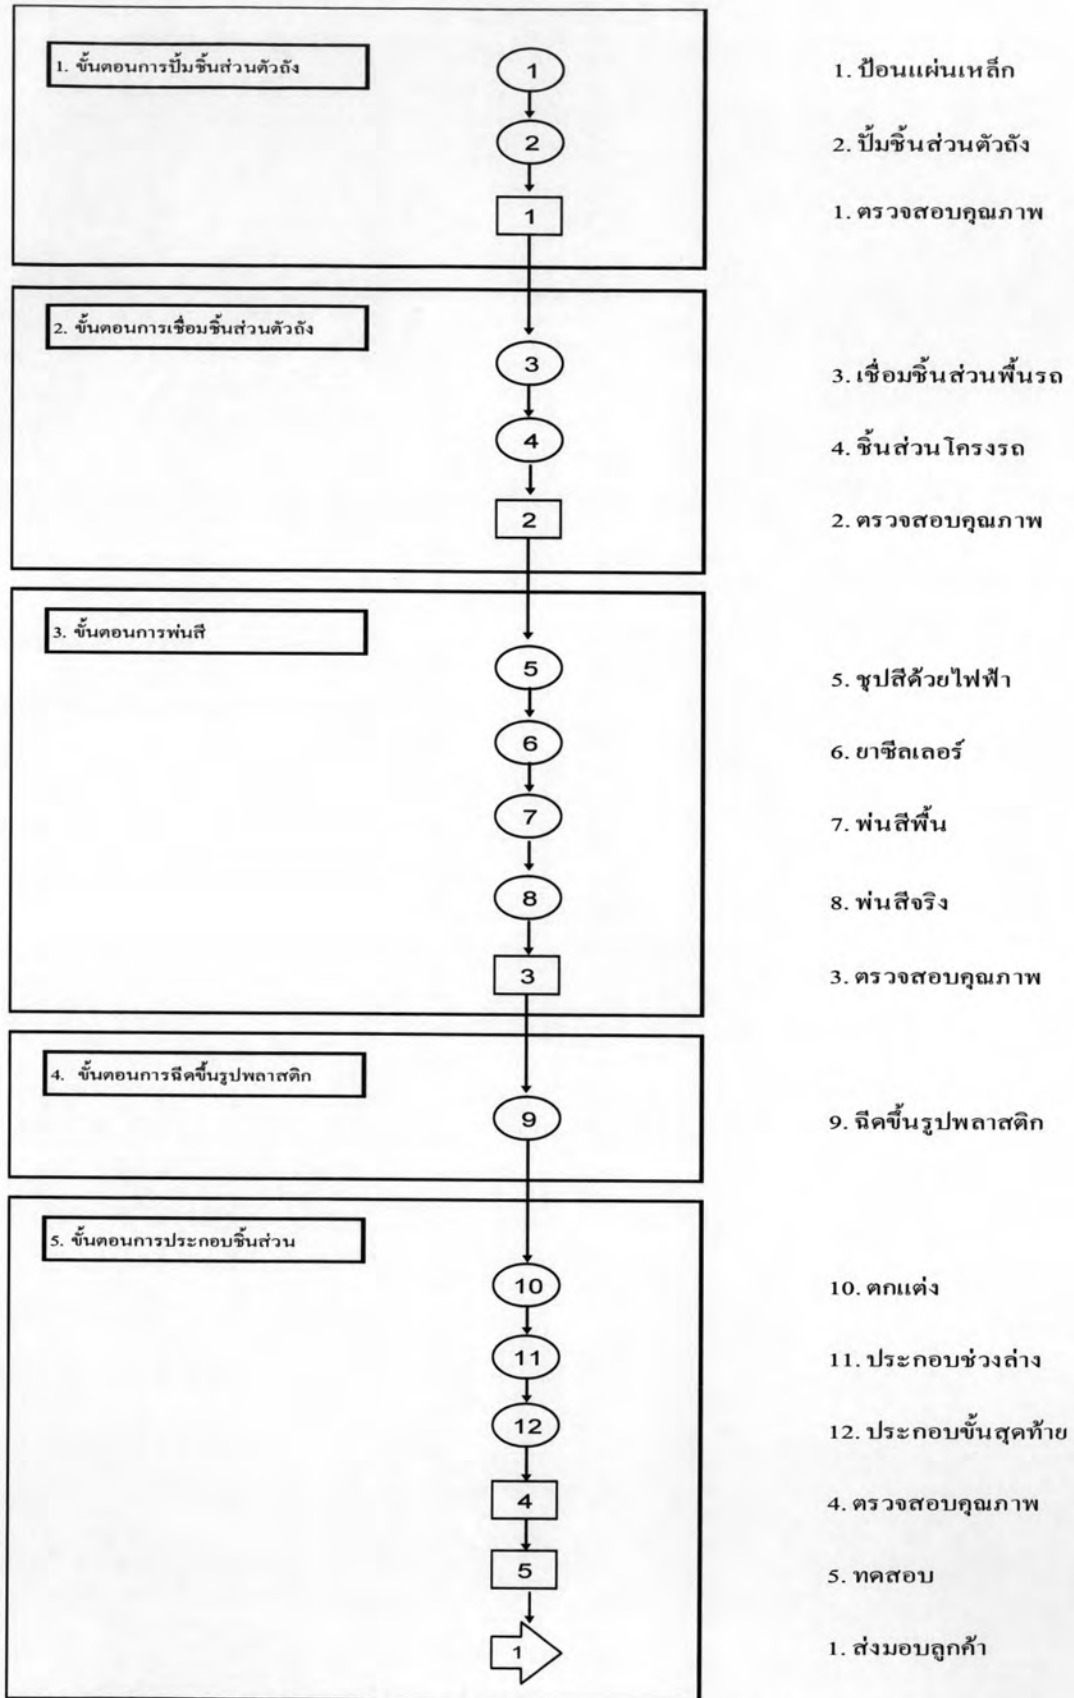 1. ขั้นตอนการปั้มชิ้นส่วนตัวถัง
1
1. ป้อนแผ่นเหล็ก
2
2. ปั้มชิ้นส่วนตัวถัง
1
1. ตรวจสอบคุณภาพ
2. ขั้นตอนการเชื่อมชิ้นส่วนตัวถัง
3
3. เชื่อมชิ้นส่วนพื้นรถ
4
4. ชิ้นส่วนโครงรถ
2
2. ตรวจสอบคุณภาพ
3. ขั้นตอนการพ่นสี
5
5. ชุปสีด้วยไฟฟ้า
6
6. ยาซีลเลอร์
7
7. พ่นสีพื้น
8
8. พ่นสีจริง
3
3. ตรวจสอบคุณภาพ
4. ขั้นตอนการฉีดขึ้นรูปพลาสติก
9
9. ฉีดขึ้นรูปพลาสติก
5. ขั้นตอนการประกอบชิ้นส่วน
10
10. ตกแต่ง
11
11. ประกอบช่วงล่าง
12
12. ประกอบขั้นสุดท้าย
4
4. ตรวจสอบคุณภาพ
5
5. ทดสอบ
1
1. ส่งมอบลูกค้า